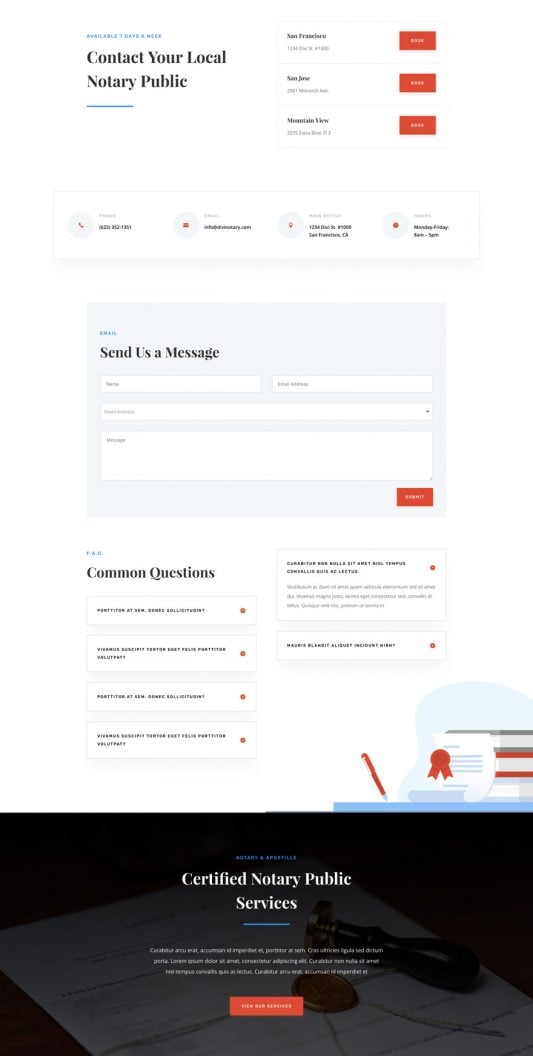 AVAILABLE 7 DAYS A WEEK
Contact Your Local
Notary Public
San Francisco
1234 Divi St. #1000
BOOK
San Jose
2561 Monarch Ave.
BOOK
Mountain View
2575 Extra Blvd. Fl 3
BOOK
PHONE
(623) 352-1351
EMAIL
info@divinotary.com
MAIN OFFICE
1234 Divi St. #1000
San Francisco, CA
HOURS
Monday-Friday:
8am – 5pm
EMAIL
Send Us a Message
Name
Email Address
Email Address
Message
SUBMIT
F.A.Q.
Common Questions
PORTTITOR AT SEM. DONEC SOLLICITUDIN?
VIVAMUS SUSCIPIT TORTOR EGET FELIS PORTTITOR
VOLUTPAT?
PORTTITOR AT SEM. DONEC SOLLICITUDIN?
VIVAMUS SUSCIPIT TORTOR EGET FELIS PORTTITOR
VOLUTPAT?
CURABITUR NON NULLA SIT AMET NISL TEMPUS
CONVALLIS QUIS AC LECTUS.
Vestibulum ac diam sit amet quam vehicula elementum sed sit amet
dui. Vivamus magna justo, lacinia eget consectetur sed, convallis at
tellus. Quisque velit nisi, pretium ut lacinia in
MAURIS BLANDIT ALIQUET INCIDUNT NIBH?
NOTARY & APOSTILLE
Certified Notary Public
Services
Curabitur arcu erat, accumsan id imperdiet et, porttitor at sem. Cras ultricies ligula sed dictum
porta. Lorem ipsum dolor sit amet, consectetur adipiscing elit. Curabitur non nulla sit amet
nisl tempus convallis quis ac lectus. Curabitur arcu erat, accumsan id imperdiet et
VIEW OUR SERVICES